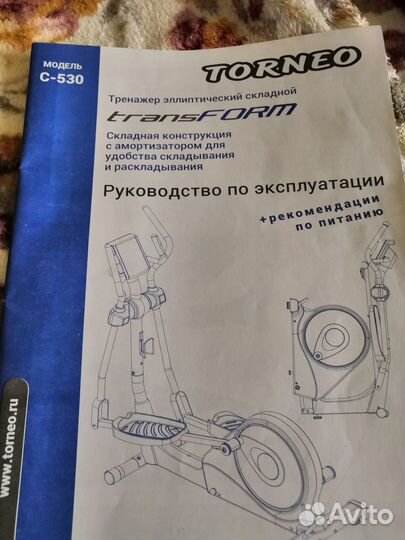 МОДЕЛЬ
C-530
TORNEO
Тренажер эллиптический складной
transFORM
Складная конструкция
с амортизатором для
удобства складывания
и раскладывания
Руководство по эксплуатации
+рекомендации
по питанию
www.torneo.ru
Avito